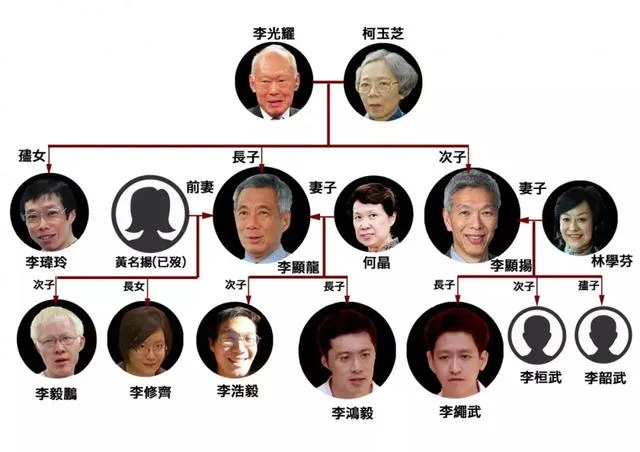 李光耀
柯玉芝
孻女
長子
次子
前妻
妻子
妻子
李瑋玲
黃名揚(已歿)
李顯龍
何晶
李顯揚
林學芬
次子
長女
次子
長子
長子
次子
孻子
李毅鵬
李修齊
李浩毅
李鴻毅
李繩武
李桓武
李韶武